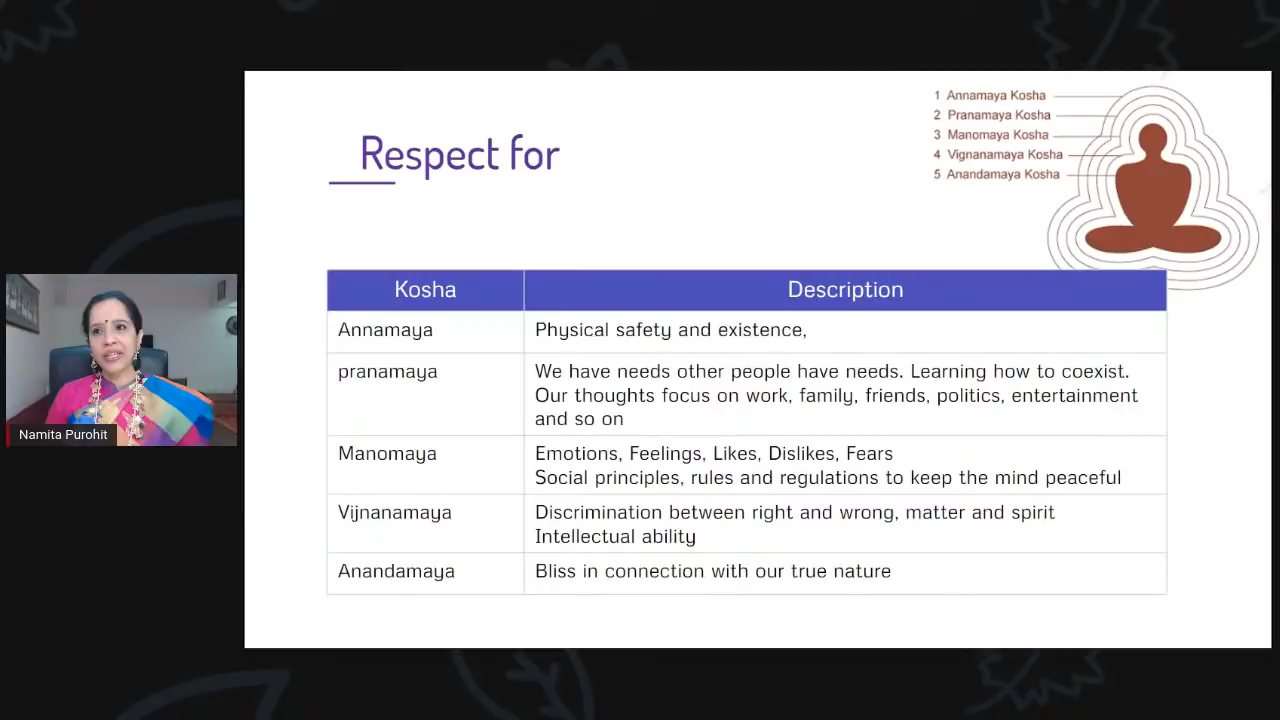 Respect for
1 Annamaya Kosha
2 Pranamaya Kosha
3 Manomaya Kosha
4 Vignanamaya Kosha
5 Anandamaya Kosha
Kosha Description
Annamaya Physical safety and existence,
pranamaya We have needs other people have needs. Learning how to coexist.
Our thoughts focus on work, family, friends, politics, entertainment
and so on
Manomaya Emotions, Feelings, Likes, Dislikes, Fears
Social principles, rules and regulations to keep the mind peaceful
Vijnanamaya Discrimination between right and wrong, matter and spirit
Intellectual ability
Anandamaya Bliss in connection with our true nature
Namita Purohit